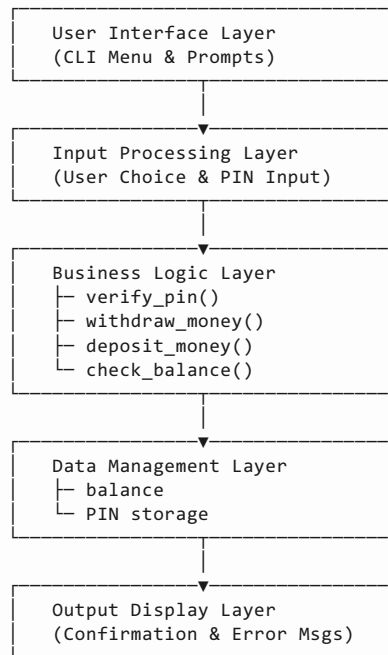 User Interface Layer
(CLI Menu & Prompts)
Input Processing Layer
(User Choice & PIN Input)
Business Logic Layer
├─ verify_pin()
├─ withdraw_money()
├─ deposit_money()
└─ check_balance()
Data Management Layer
├─ balance
└─ PIN storage
Output Display Layer
(Confirmation & Error Msgs)